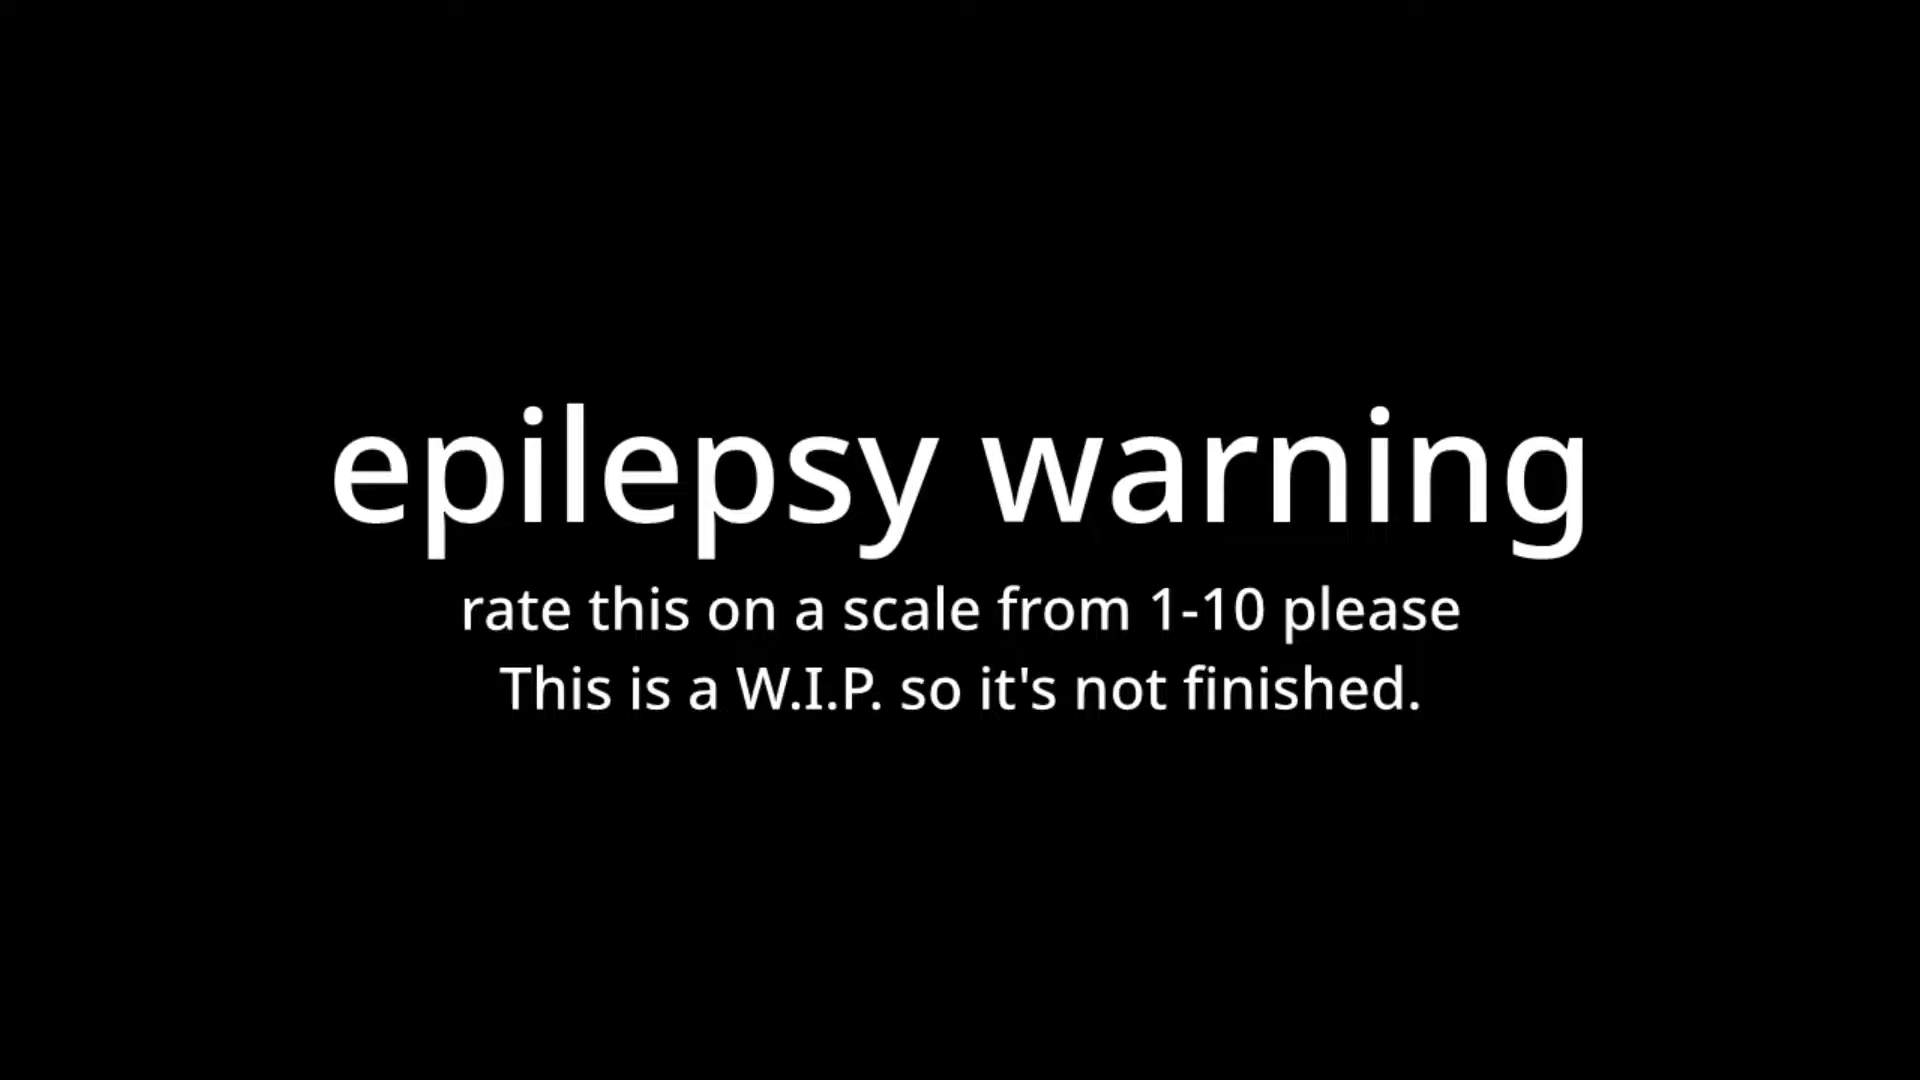 epilepsy warning
rate this on a scale from 1-10 please
This is a W.I.P. so it's not finished.